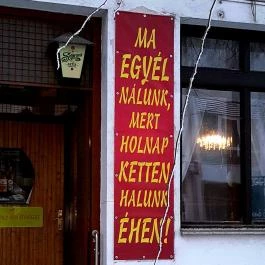 MA
EGYÉL
NÁLUNK,
MERT
HOLNAP
KETTEN
HALUNK
ÉHEN!